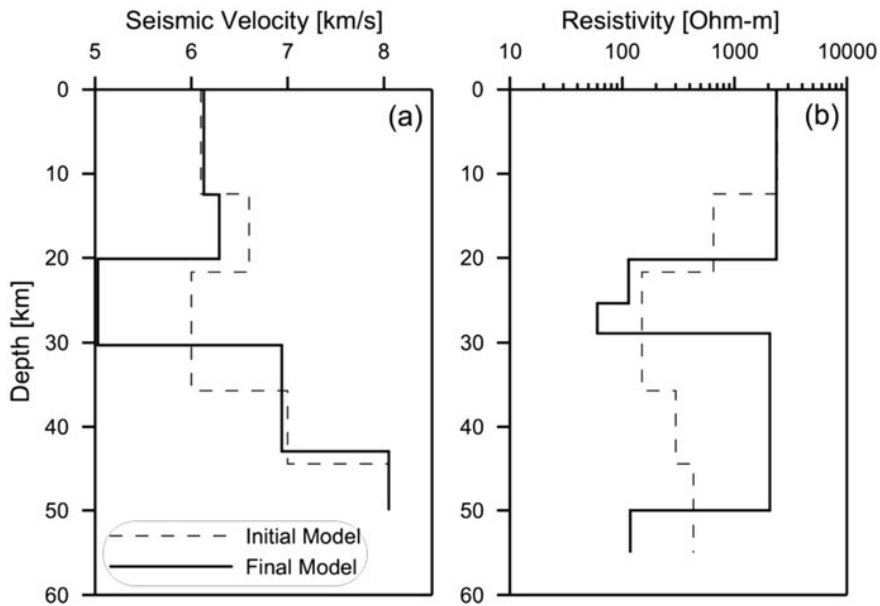 Seismic Velocity [km/s]
5 6 7 8
0
10
20
30
40
50
60
Depth [km]
(a)
Initial Model
Final Model
Resistivity [Ohm-m]
10 100 1000 10000
0
10
20
30
40
50
60
(b)